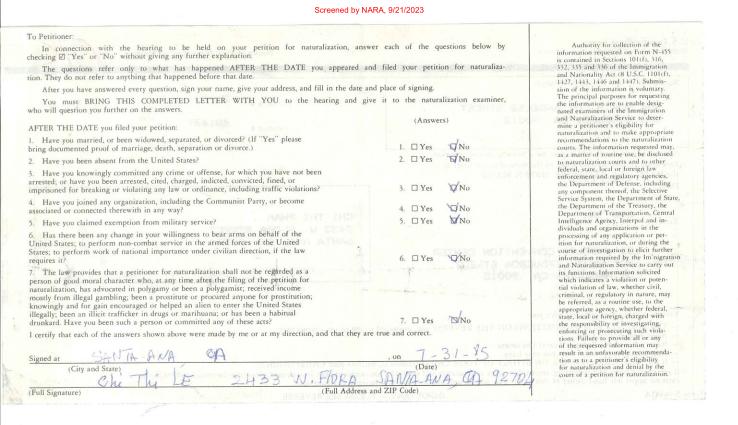 Screened by NARA, 9/21/2023
To Petitioner:
In connection with the hearing to be held on your petition for naturalization, answer each of the questions below by
checking ☑ "Yes" or "No" without giving any further explanation.
The questions refer only to what has happened AFTER THE DATE you appeared and filed your petition for naturaliza-
tion. They do not refer to anything that happened before that date.
After you have answered every question, sign your name, give your address, and fill in the date and place of signing.
You must BRING THIS COMPLETED LETTER WITH YOU to the hearing and give it to the naturalization examiner,
who will question you further on the answers.
(Answers)
AFTER THE DATE you filed your petition:
1. Have you married, or been widowed, separated, or divorced? (If "Yes" please
bring documented proof of marriage, death, separation or divorce.)
1. ☐ Yes ☑ No
2. Have you been absent from the United States?
2. ☐ Yes ☑ No
3. Have you knowingly committed any crime or offense, for which you have not been
arrested; or have you been arrested, cited, charged, indicted, convicted, fined, or
imprisoned for breaking or violating any law or ordinance, including traffic violations?
3. ☐ Yes ☑ No
4. Have you joined any organization, including the Communist Party, or become
associated or connected therewith in any way?
4. ☐ Yes ☑ No
5. Have you claimed exemption from military service?
5. ☐ Yes ☑ No
6. Has there been any change in your willingness to bear arms on behalf of the
United States; to perform non-combat service in the armed forces of the United
States; to perform work of national importance under civilian direction, if the law
requires it?
6. ☐ Yes ☑ No
7. The law provides that a petitioner for naturalization shall not be regarded as a
person of good moral character who, at any time after the filing of the petition for
naturalization, has advocated in polygamy or been a polygamist; received income
mostly from illegal gambling; been a prostitute or procured anyone for prostitution;
knowingly and for gain encouraged or helped an alien to enter the United States
illegally; been an illicit trafficker in drugs or marihuana; or has been a habitual
drunkard. Have you been such a person or committed any of these acts?
7. ☐ Yes ☑ No
I certify that each of the answers shown above were made by me or at my direction, and that they are true and correct.
Signed at SANTA-ANA, CA , on 7-31-85
(City and State) (Date)
Chi Thi LE 2433 W. FLORA SANTA-ANA, CA 92704
(Full Signature) (Full Address and ZIP Code)
Authority for collection of the
information requested on Form N-455
is contained in Sections 101(f), 316,
332, 335 and 336 of the Immigration
and Nationality Act (8 U.S.C. 1101(f),
1427, 1443, 1446 and 1447). Submis-
sion of the information is voluntary.
The principal purposes for requesting
the information are to enable desig-
nated examiners of the Immigration
and Naturalization Service to deter-
mine a petitioner's eligibility for
naturalization and to make appropriate
recommendations to the naturalization
courts. The information requested may,
as a matter of routine use, be disclosed
to naturalization courts and to other
federal, state, local or foreign law
enforcement and regulatory agencies,
the Department of Defense, including
any component thereof, the Selective
Service System, the Department of State,
the Department of the Treasury, the
Department of Transportation, Central
Intelligence Agency, Interpol and in-
dividuals and organizations in the
processing of any application or pet-
ition for naturalization, or during the
course of investigation to elicit further
information required by the Immigration
and Naturalization Service to carry out
its functions. Information solicited
which indicates a violation or poten-
tial violation of law, whether civil,
criminal, or regulatory in nature, may
be referred, as a routine use, to the
appropriate agency, whether federal,
state, local or foreign, charged with
the responsibility of investigating,
enforcing or prosecuting such viola-
tions. Failure to provide all or any
of the requested information may
result in an unfavorable recommenda-
tion as to a petitioner's eligibility
for naturalization and denial by the
court of a petition for naturalization.